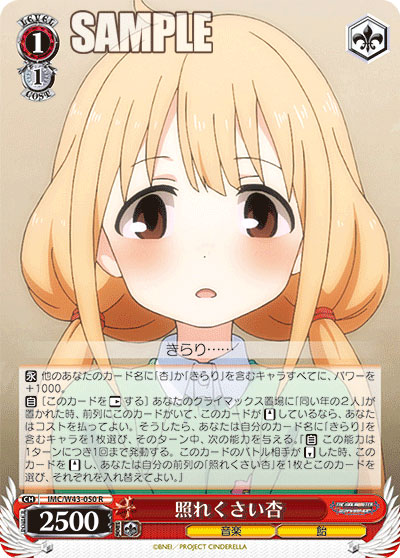 LEVEL
1
SAMPLE
1
COST
きらり……
永 他のあなたのカード名に「杏」か「きらり」を含むキャラすべてに、パワーを
+1000。
自 [このカードを する] あなたのクライマックス置場に「同い年の2人」が
置かれた時、前列にこのカードがいて、このカードが しているなら、あなた
はコストを払ってよい。そうしたら、あなたは自分のカード名に「きらり」を
含むキャラを1枚選び、そのターン中、次の能力を与える。『自 この能力は
1ターンにつき1回まで発動する。このカードのバトル相手が した時、この
カードを し、あなたは自分の前列の「照れくさい杏」を1枚とこのカードを
選び、それぞれを入れ替えてよい。』
CH IMC/W43-050 R
2500
照れくさい杏
音楽
飴
©BNEI / PROJECT CINDERELLA